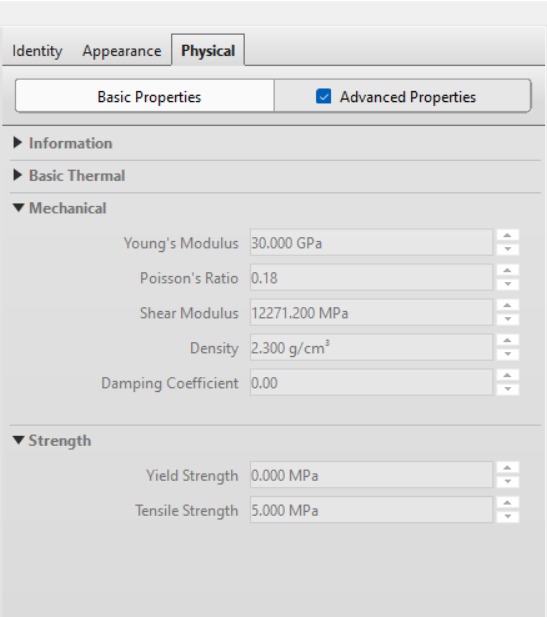 Identity Appearance Physical
Basic Properties Advanced Properties
Information
Basic Thermal
Mechanical
Young's Modulus 30.000 GPa
Poisson's Ratio 0.18
Shear Modulus 12271.200 MPa
Density 2.300 g/cm³
Damping Coefficient 0.00
Strength
Yield Strength 0.000 MPa
Tensile Strength 5.000 MPa